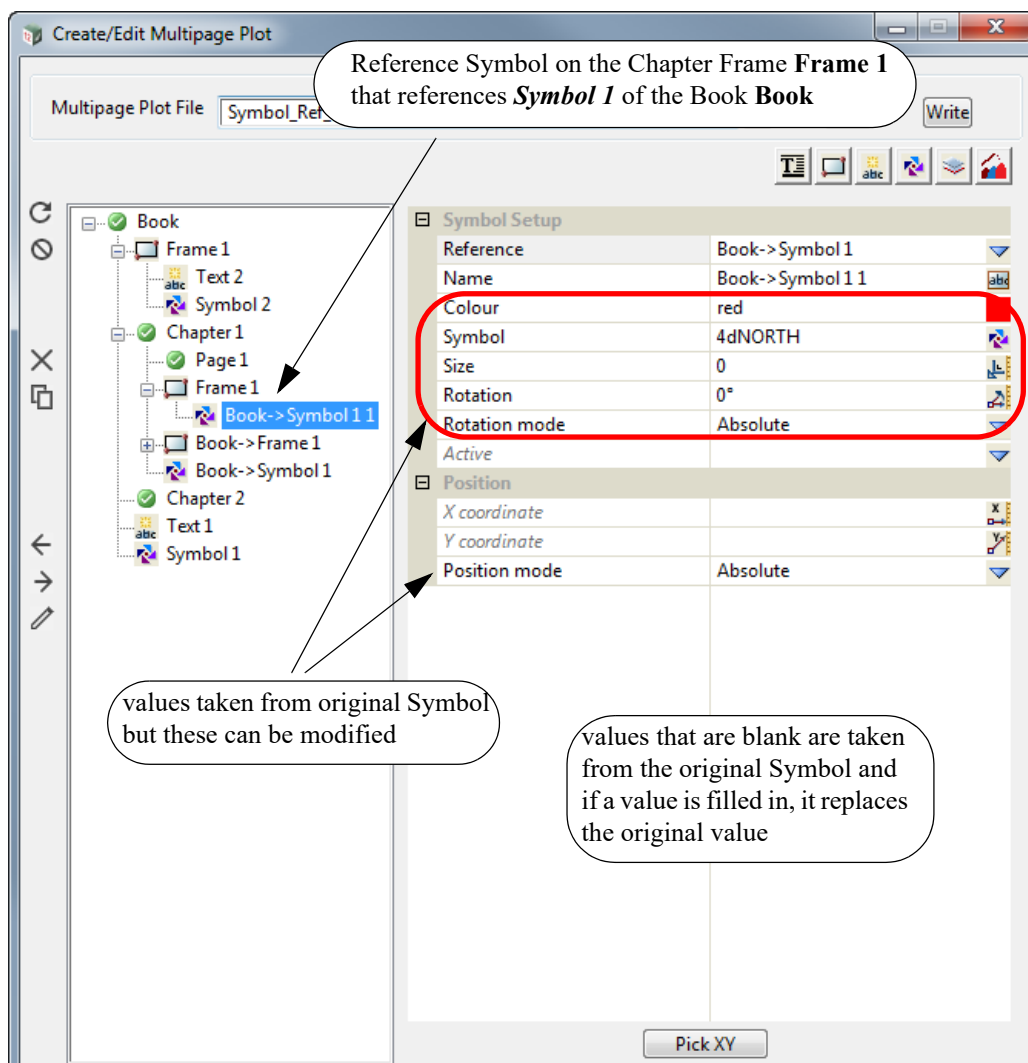 Create/Edit Multipage Plot
Reference Symbol on the Chapter Frame Frame 1
that references Symbol 1 of the Book Book
Multipage Plot File Symbol_Ref_ Write
T abc
Book
Frame 1
abc Text 2
Symbol 2
Chapter 1
Page 1
Frame 1
Book->Symbol 1 1
Book->Frame 1
Book->Symbol 1
Chapter 2
abc Text 1
Symbol 1
Symbol Setup
Reference Book->Symbol 1
Name Book->Symbol 1 1 abc
Colour red
Symbol 4dNORTH
Size 0
Rotation 0°
Rotation mode Absolute
Active
Position
X coordinate X
Y coordinate Y
Position mode Absolute
values taken from original Symbol
but these can be modified
values that are blank are taken
from the original Symbol and
if a value is filled in, it replaces
the original value
Pick XY